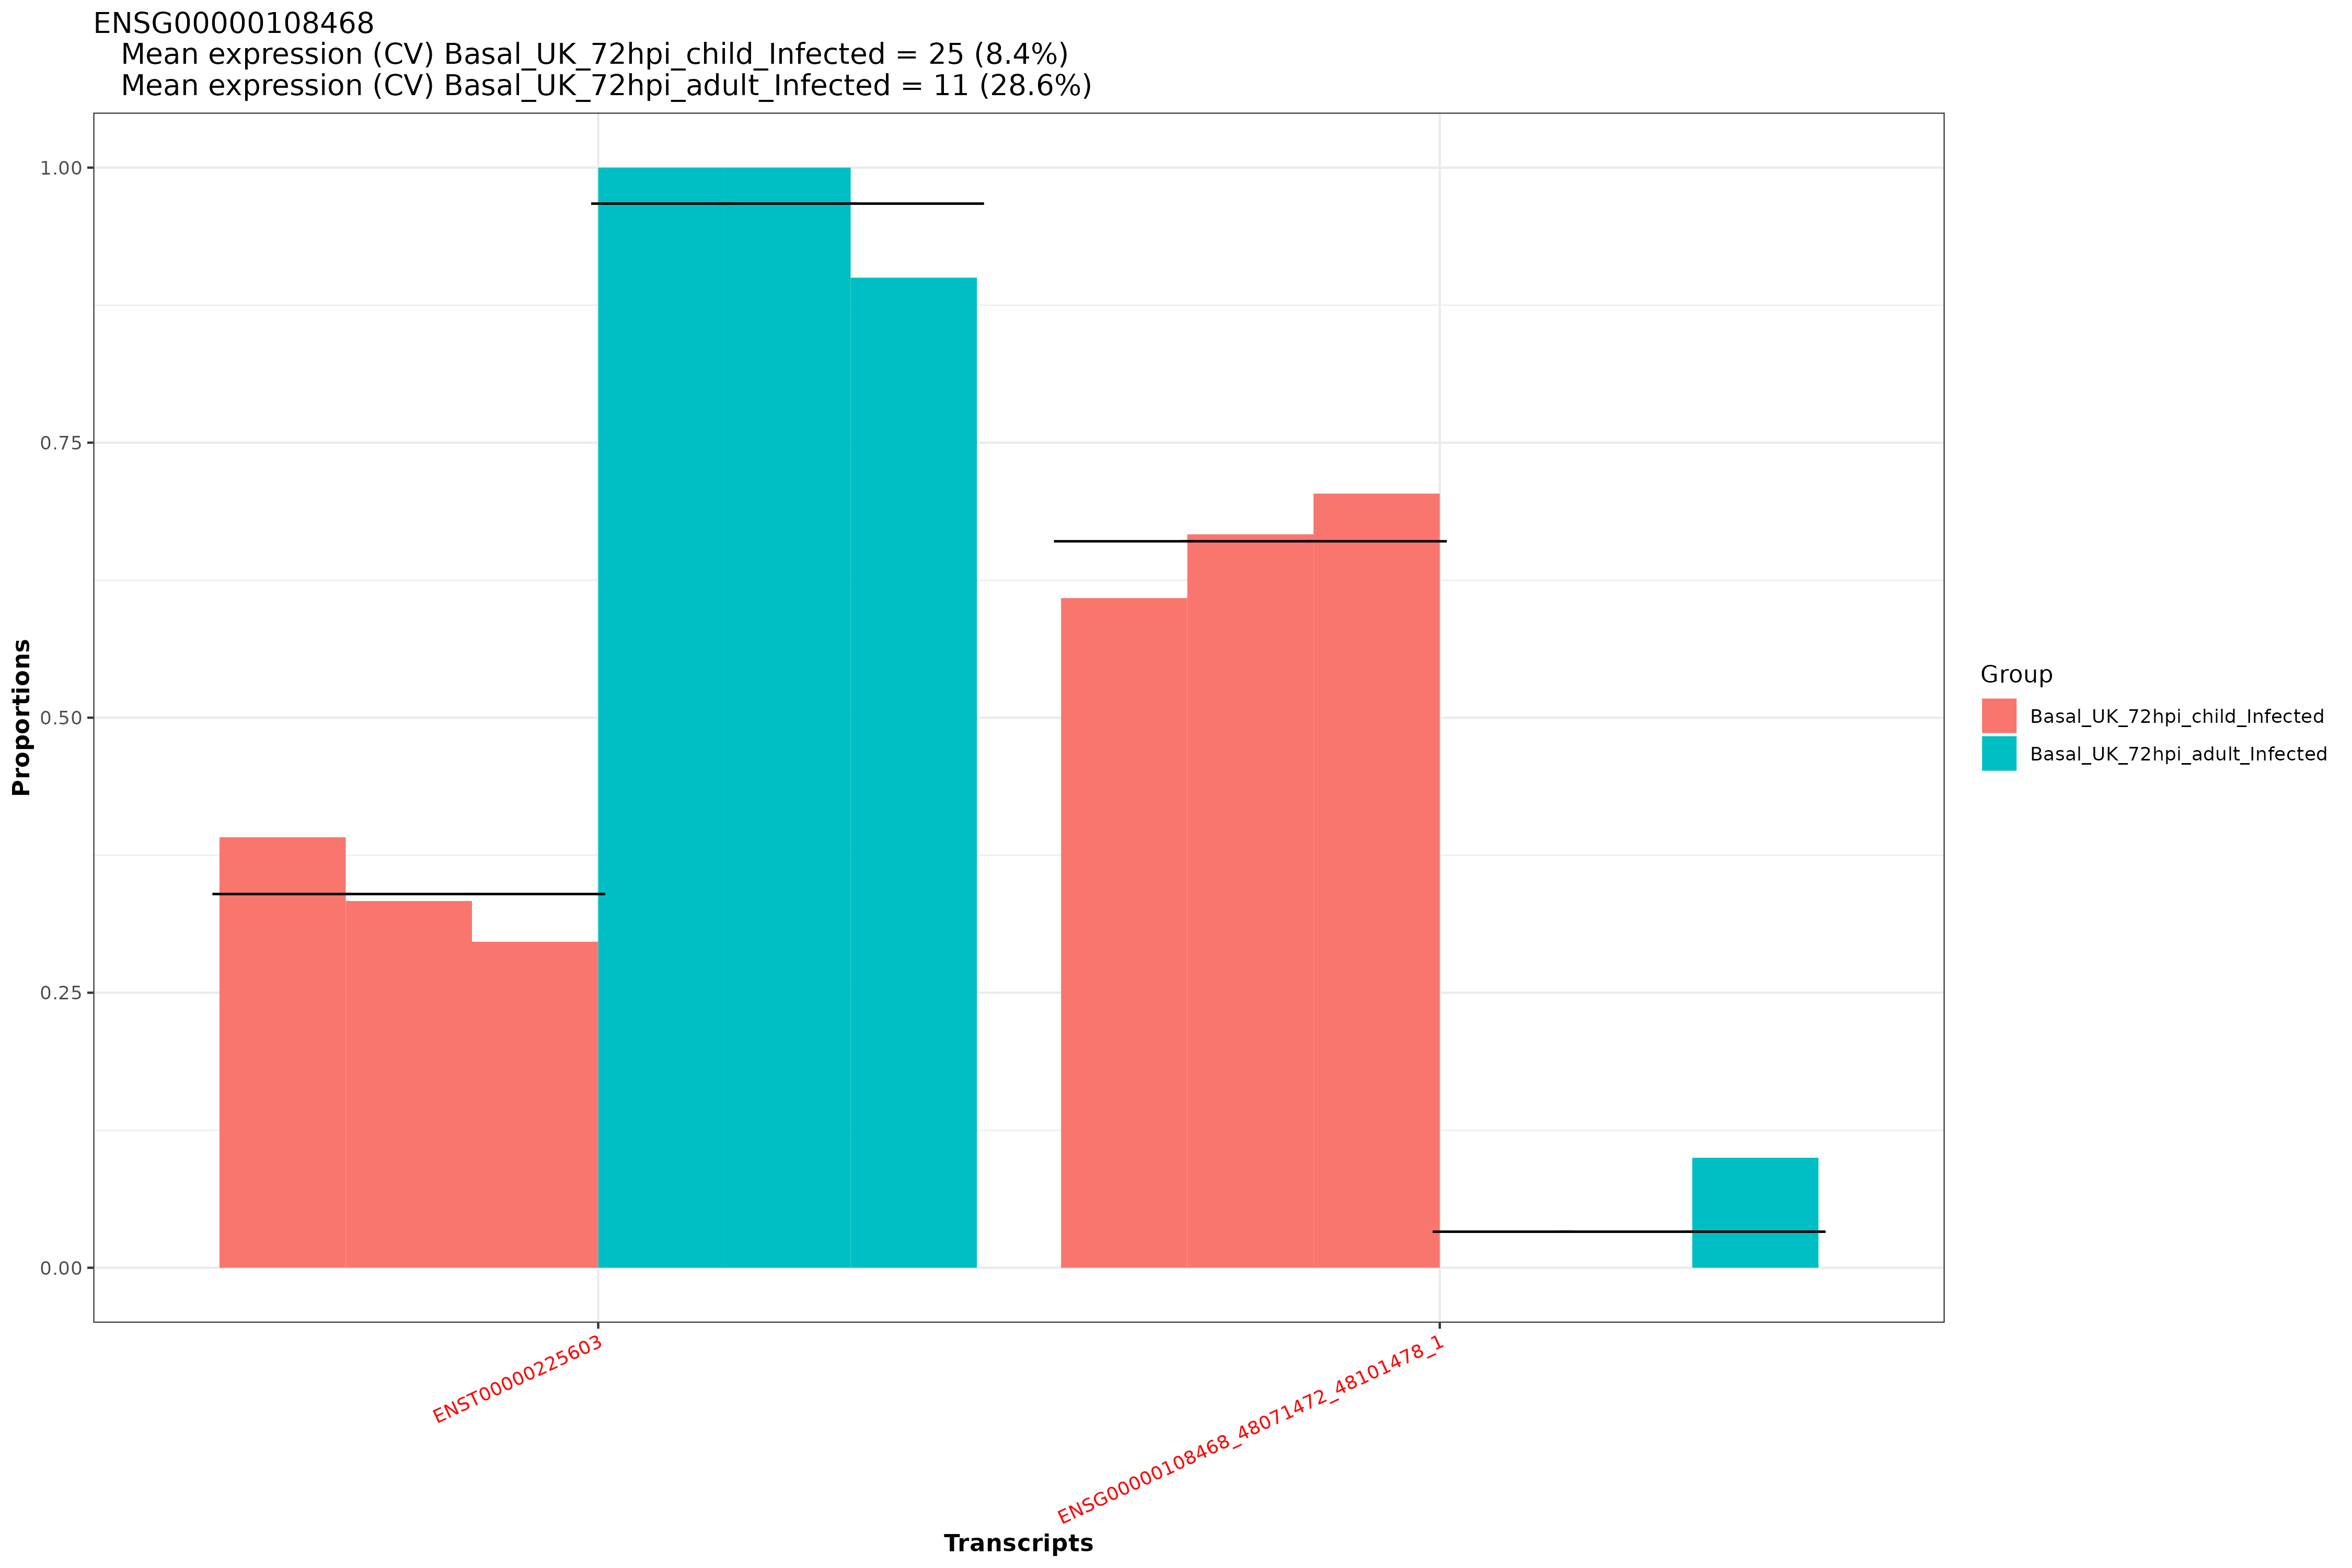 ENSG00000108468
Mean expression (CV) Basal_UK_72hpi_child_Infected = 25 (8.4%)
Mean expression (CV) Basal_UK_72hpi_adult_Infected = 11 (28.6%)
1.00
0.75
0.50
0.25
0.00
Proportions
ENST00000225603
ENSG00000108468_48071472_48101478_1
Transcripts
Group
Basal_UK_72hpi_child_Infected
Basal_UK_72hpi_adult_Infected